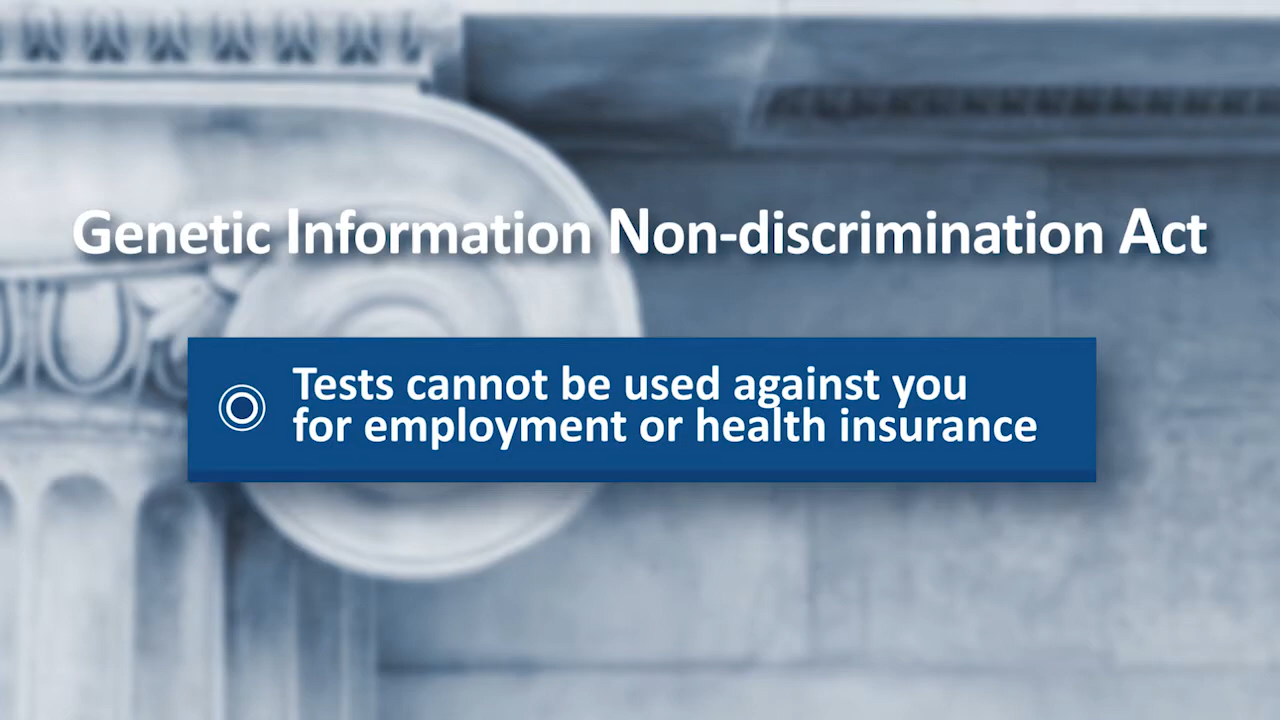 Genetic Information Non-discrimination Act
Tests cannot be used against you
for employment or health insurance